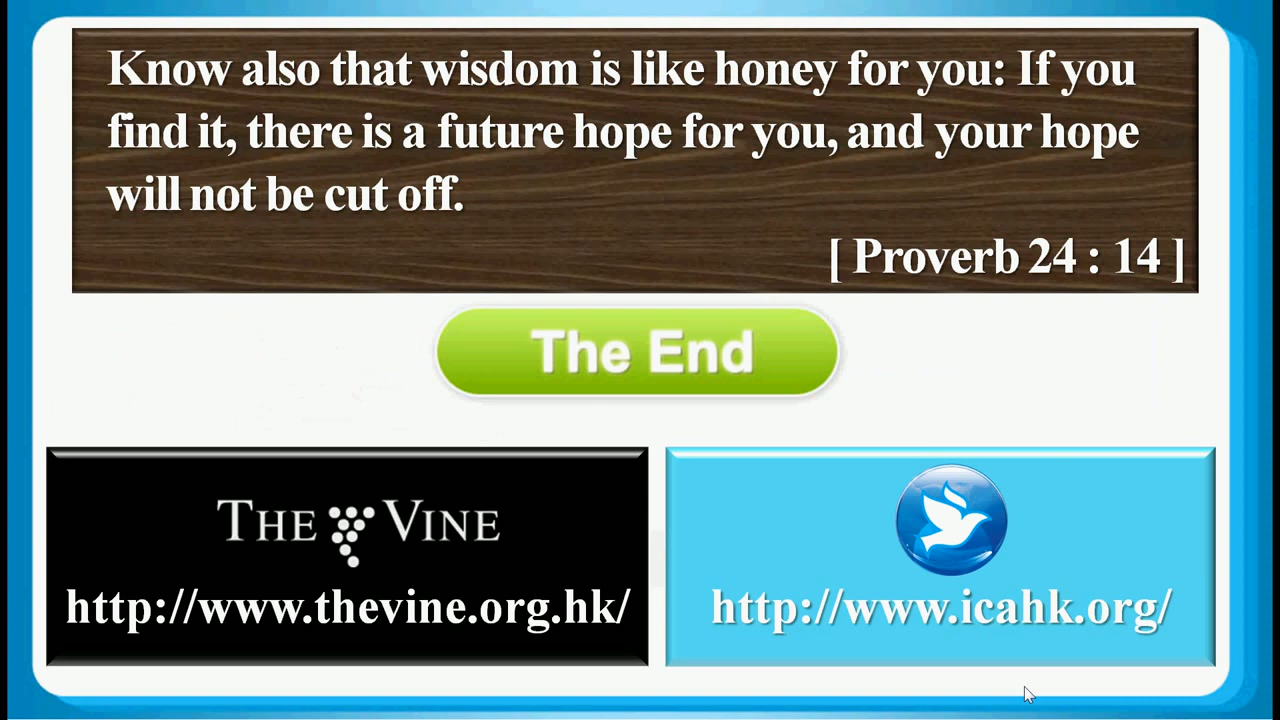 Know also that wisdom is like honey for you: If you
find it, there is a future hope for you, and your hope
will not be cut off.
[ Proverb 24 : 14 ]
The End
THE VINE
http://www.thevine.org.hk/
http://www.icahk.org/